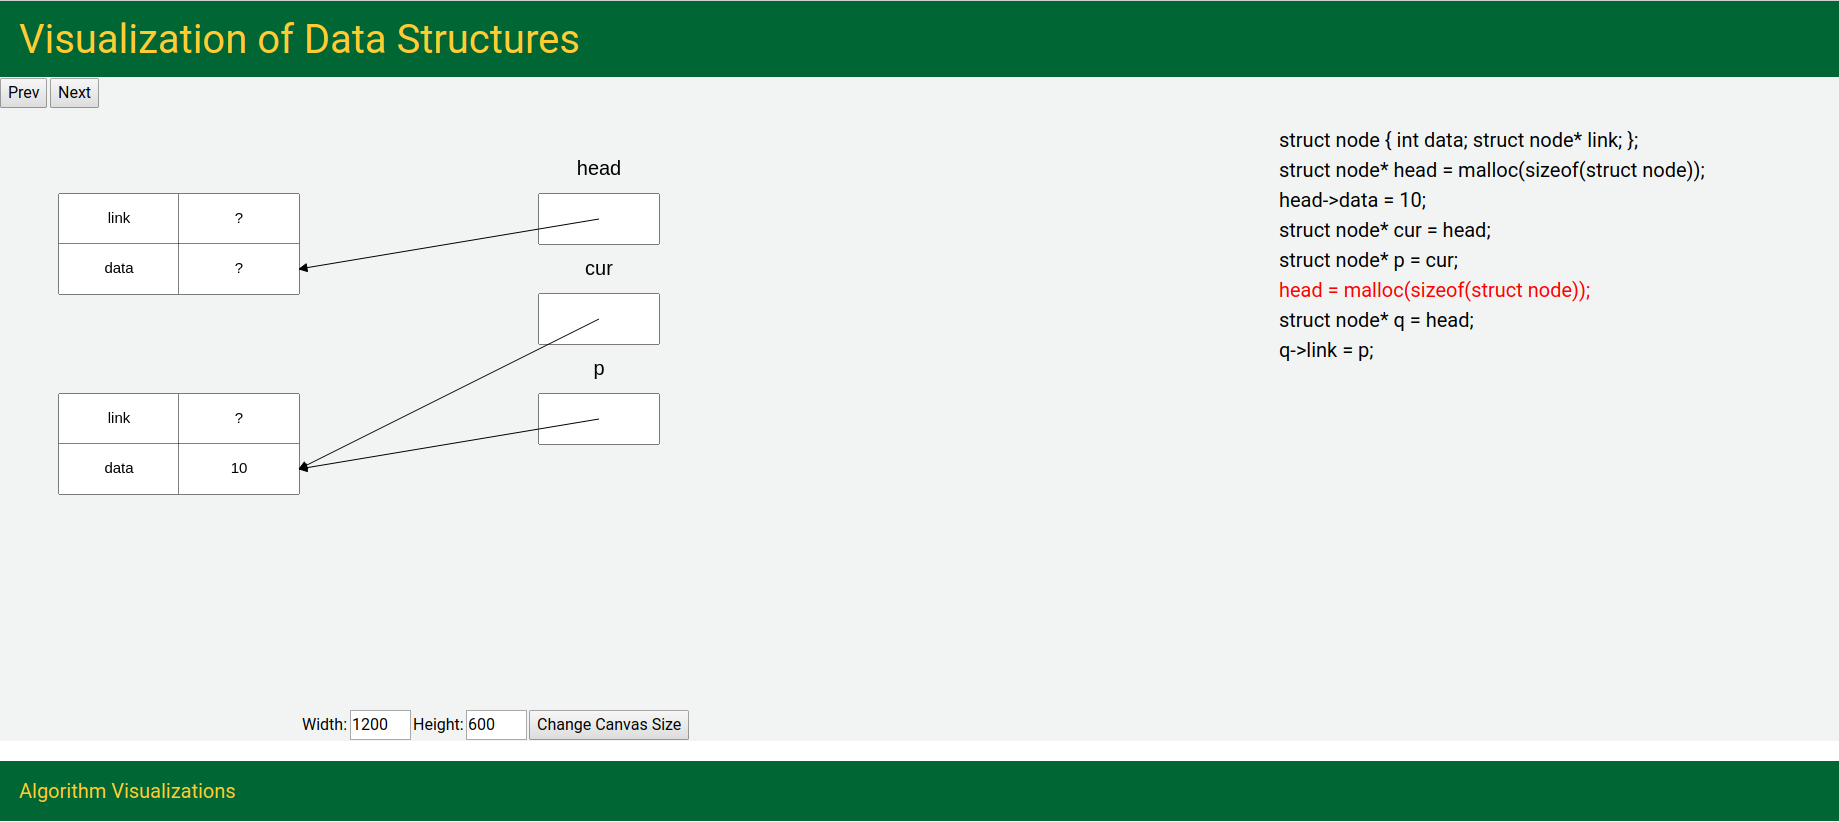 Visualization of Data Structures
Prev Next
head
link ?
data ?
cur
p
link ?
data 10
struct node { int data; struct node* link; };
struct node* head = malloc(sizeof(struct node));
head->data = 10;
struct node* cur = head;
struct node* p = cur;
head = malloc(sizeof(struct node));
struct node* q = head;
q->link = p;
Width: 1200 Height: 600 Change Canvas Size
Algorithm Visualizations